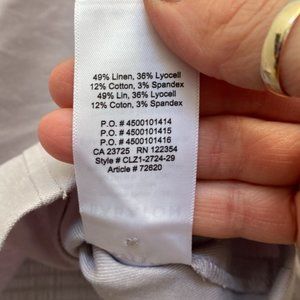 49% Linen, 36% Lyocell
12% Cotton, 3% Spandex
49% Lin, 36% Lyocell
12% Coton, 3% Spandex
P.O. # 4500101414
P.O. # 4500101415
P.O. # 4500101416
CA 23725 RN 122354
Style # CLZ1-2724-29
Article # 72620